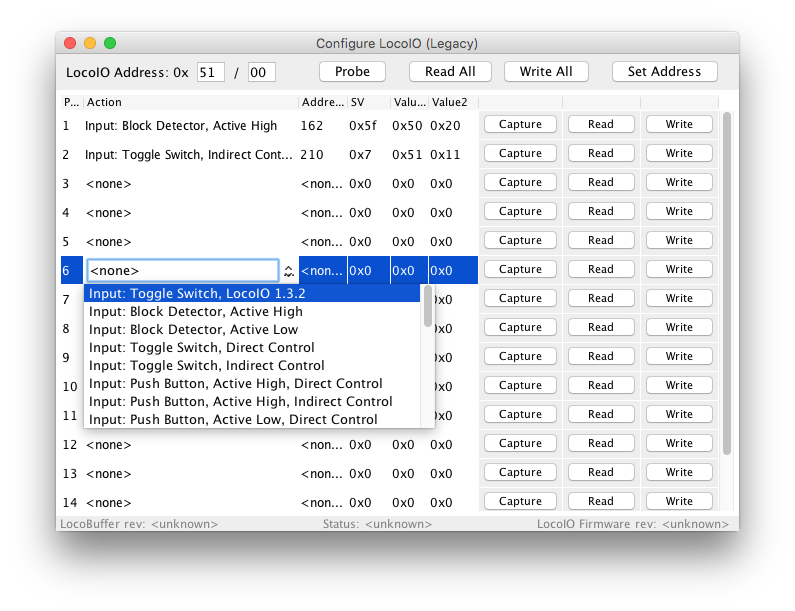 Configure LocoIO (Legacy)
LocoIO Address: 0x 51 / 00 Probe Read All Write All Set Address
P... Action Addre... SV Valu... Value2
1 Input: Block Detector, Active High 162 0x5f 0x50 0x20 Capture Read Write
2 Input: Toggle Switch, Indirect Cont... 210 0x7 0x51 0x11 Capture Read Write
3 <none> <non... 0x0 0x0 0x0 Capture Read Write
4 <none> <non... 0x0 0x0 0x0 Capture Read Write
5 <none> <non... 0x0 0x0 0x0 Capture Read Write
6 <none> <non... 0x0 0x0 0x0 Capture Read Write
Input: Toggle Switch, LocoIO 1.3.2
7 0x0 Capture Read Write
Input: Block Detector, Active High
8 Input: Block Detector, Active Low 0x0 Capture Read Write
Input: Toggle Switch, Direct Control
9 0x0 Capture Read Write
Input: Toggle Switch, Indirect Control
10 Input: Push Button, Active High, Direct Control 0x0 Capture Read Write
Input: Push Button, Active High, Indirect Control
11 Input: Push Button, Active Low, Direct Control 0x0 Capture Read Write
12 <none> <non... 0x0 0x0 0x0 Capture Read Write
13 <none> <non... 0x0 0x0 0x0 Capture Read Write
14 <none> <non... 0x0 0x0 0x0 Capture Read Write
LocoBuffer rev: <unknown> Status: <unknown> LocoIO Firmware rev: <unknown>